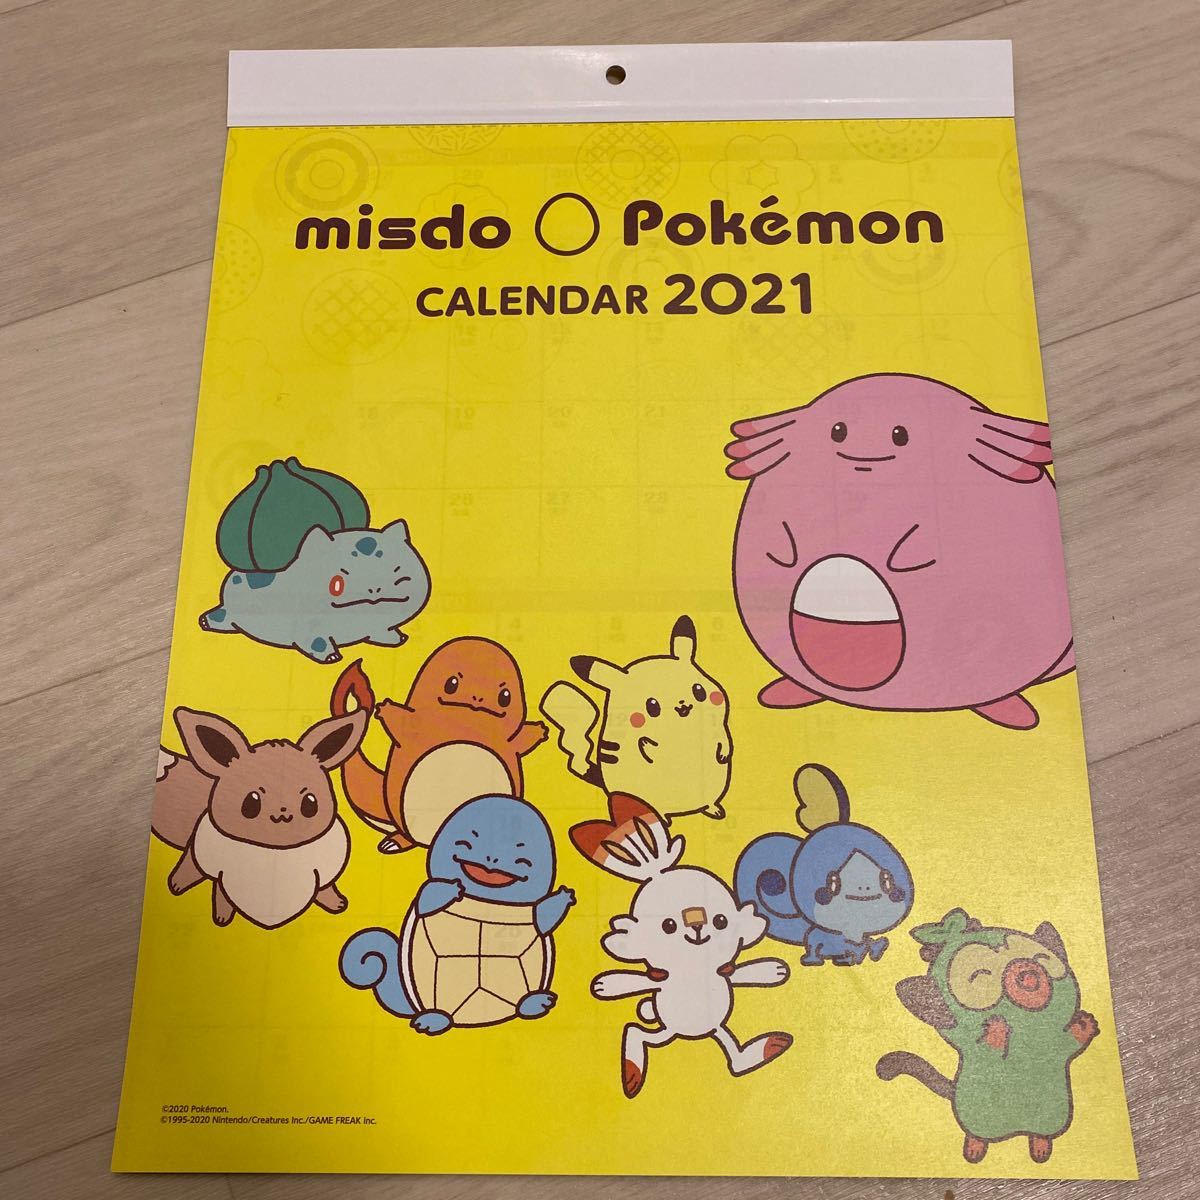 misdo Pokémon
CALENDAR 2021
©2020 Pokémon.
©1995-2020 Nintendo/Creatures Inc./GAME FREAK inc.